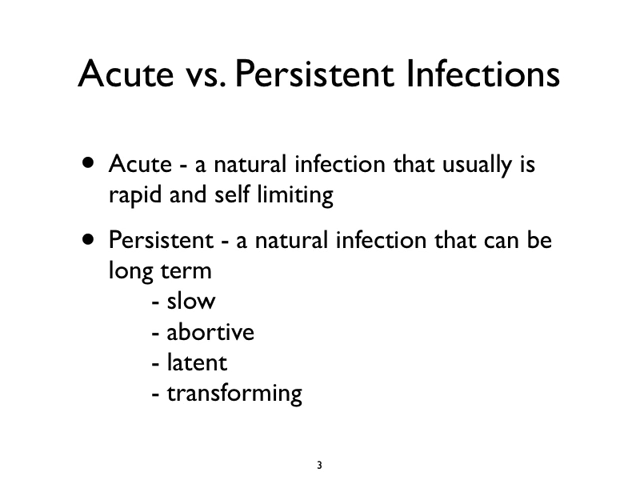 Acute vs. Persistent Infections
• Acute - a natural infection that usually is
rapid and self limiting
• Persistent - a natural infection that can be
long term
- slow
- abortive
- latent
- transforming
3